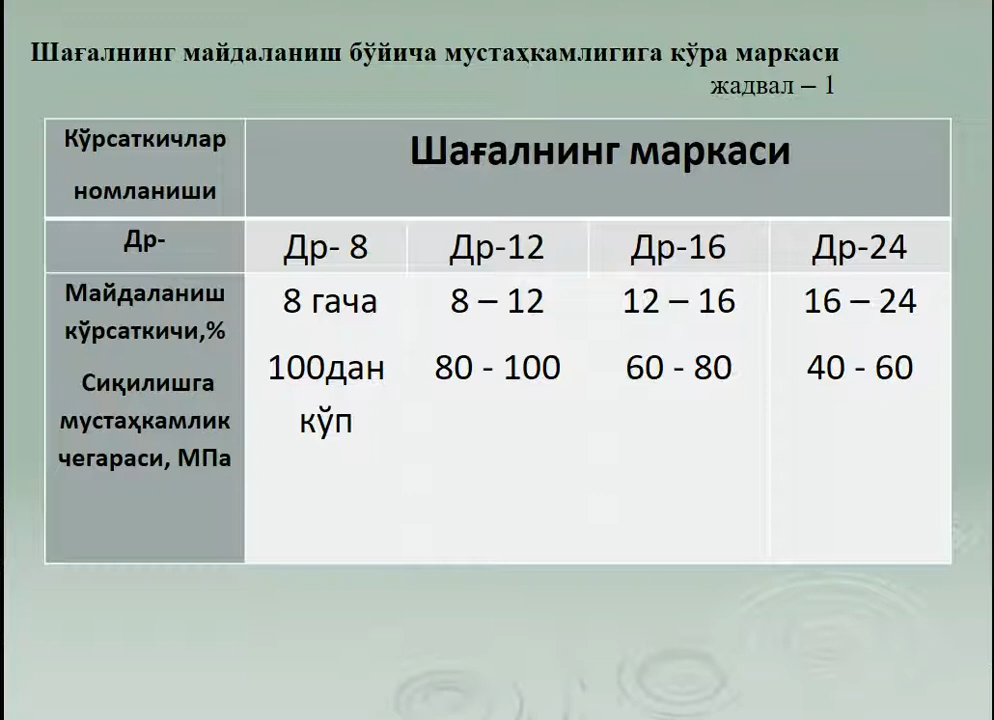 Шағалнинг майдаланиш бўйича мустаҳкамлигига кўра маркаси
жадвал – 1
Кўрсаткичлар
номланиши
Шағалнинг маркаси
Др-
Др- 8
Др-12
Др-16
Др-24
Майдаланиш
кўрсаткичи,%
8 гача
8 – 12
12 – 16
16 – 24
Сиқилишга
мустаҳкамлик
чегараси, МПа
100дан
кўп
80 - 100
60 - 80
40 - 60